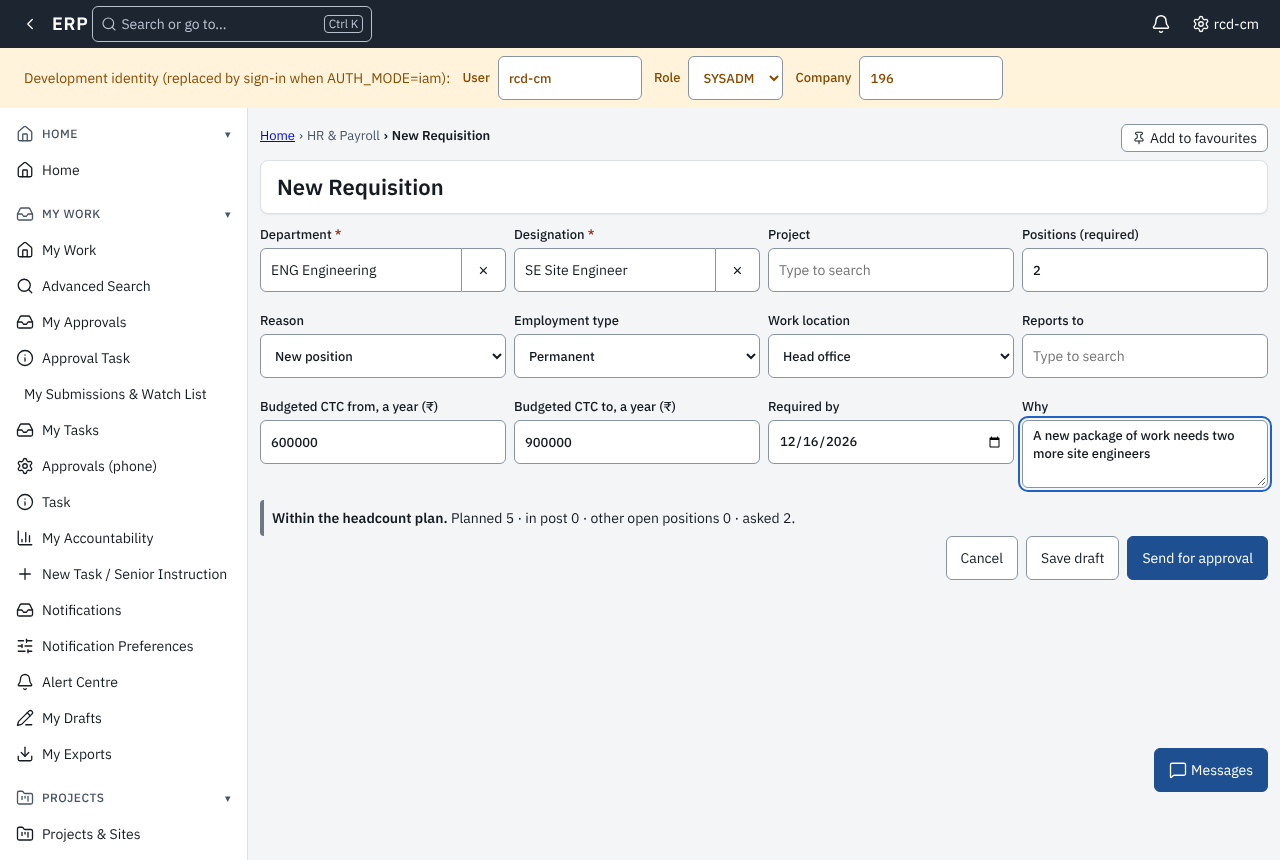 ERP
Search or go to...
Ctrl K
rcd-cm
Development identity (replaced by sign-in when AUTH_MODE=iam):
User
rcd-cm
Role
SYSADM
Company
196
HOME
Home
MY WORK
My Work
Advanced Search
My Approvals
Approval Task
My Submissions & Watch List
My Tasks
Approvals (phone)
Task
My Accountability
New Task / Senior Instruction
Notifications
Notification Preferences
Alert Centre
My Drafts
My Exports
PROJECTS
Projects & Sites
Home › HR & Payroll › New Requisition
Add to favourites
New Requisition
Department *
Designation *
Project
Positions (required)
ENG Engineering
×
SE Site Engineer
×
Type to search
2
Reason
Employment type
Work location
Reports to
New position
Permanent
Head office
Type to search
Budgeted CTC from, a year (₹)
Budgeted CTC to, a year (₹)
Required by
Why
600000
900000
12/16/2026
A new package of work needs two
more site engineers
Within the headcount plan. Planned 5 · in post 0 · other open positions 0 · asked 2.
Cancel
Save draft
Send for approval
Messages